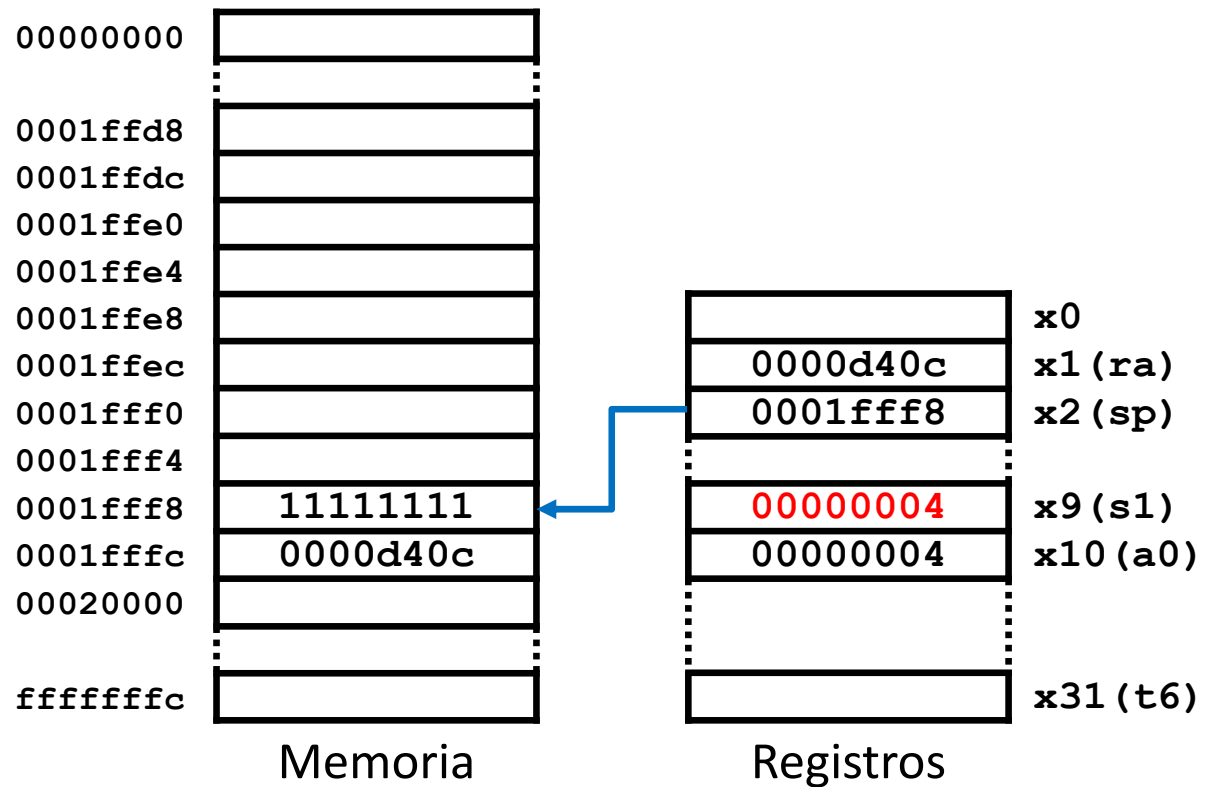 00000000
0001ffd8
0001ffdc
0001ffe0
0001ffe4
0001ffe8 x0
0001ffec 0000d40c x1(ra)
0001fff0 0001fff8 x2(sp)
0001fff4
0001fff8 11111111 00000004 x9(s1)
0001fffc 0000d40c 00000004 x10(a0)
00020000
fffffffc x31(t6)
Memoria Registros